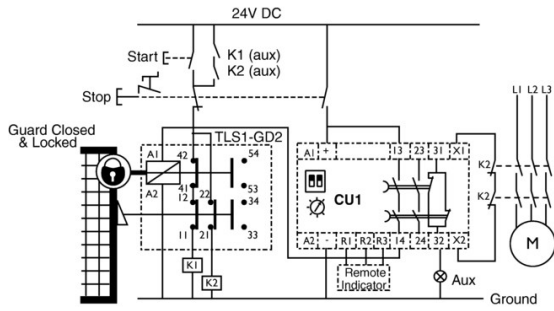 24V DC
Start
K1 (aux)
K2 (aux)
Stop
L1 L2 L3
Guard Closed
& Locked
TLS1-GD2
A1
42
54
A1 + 13 23 31 X1
41
12
22
53
34
A2
K2
K2
CU1
11
21
33
A2 - R1 R2 R3 14 24 32 X2
M
K1
K2
Remote
Indicator
Aux
Ground